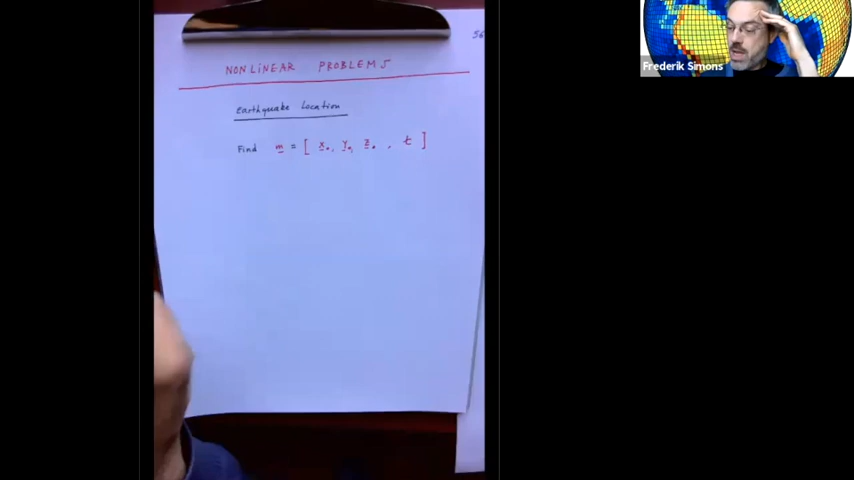 56
NONLINEAR PROBLEMS
Earthquake Location
Find m = [ x₀, y₀, z₀ , t ]
Frederik Simons